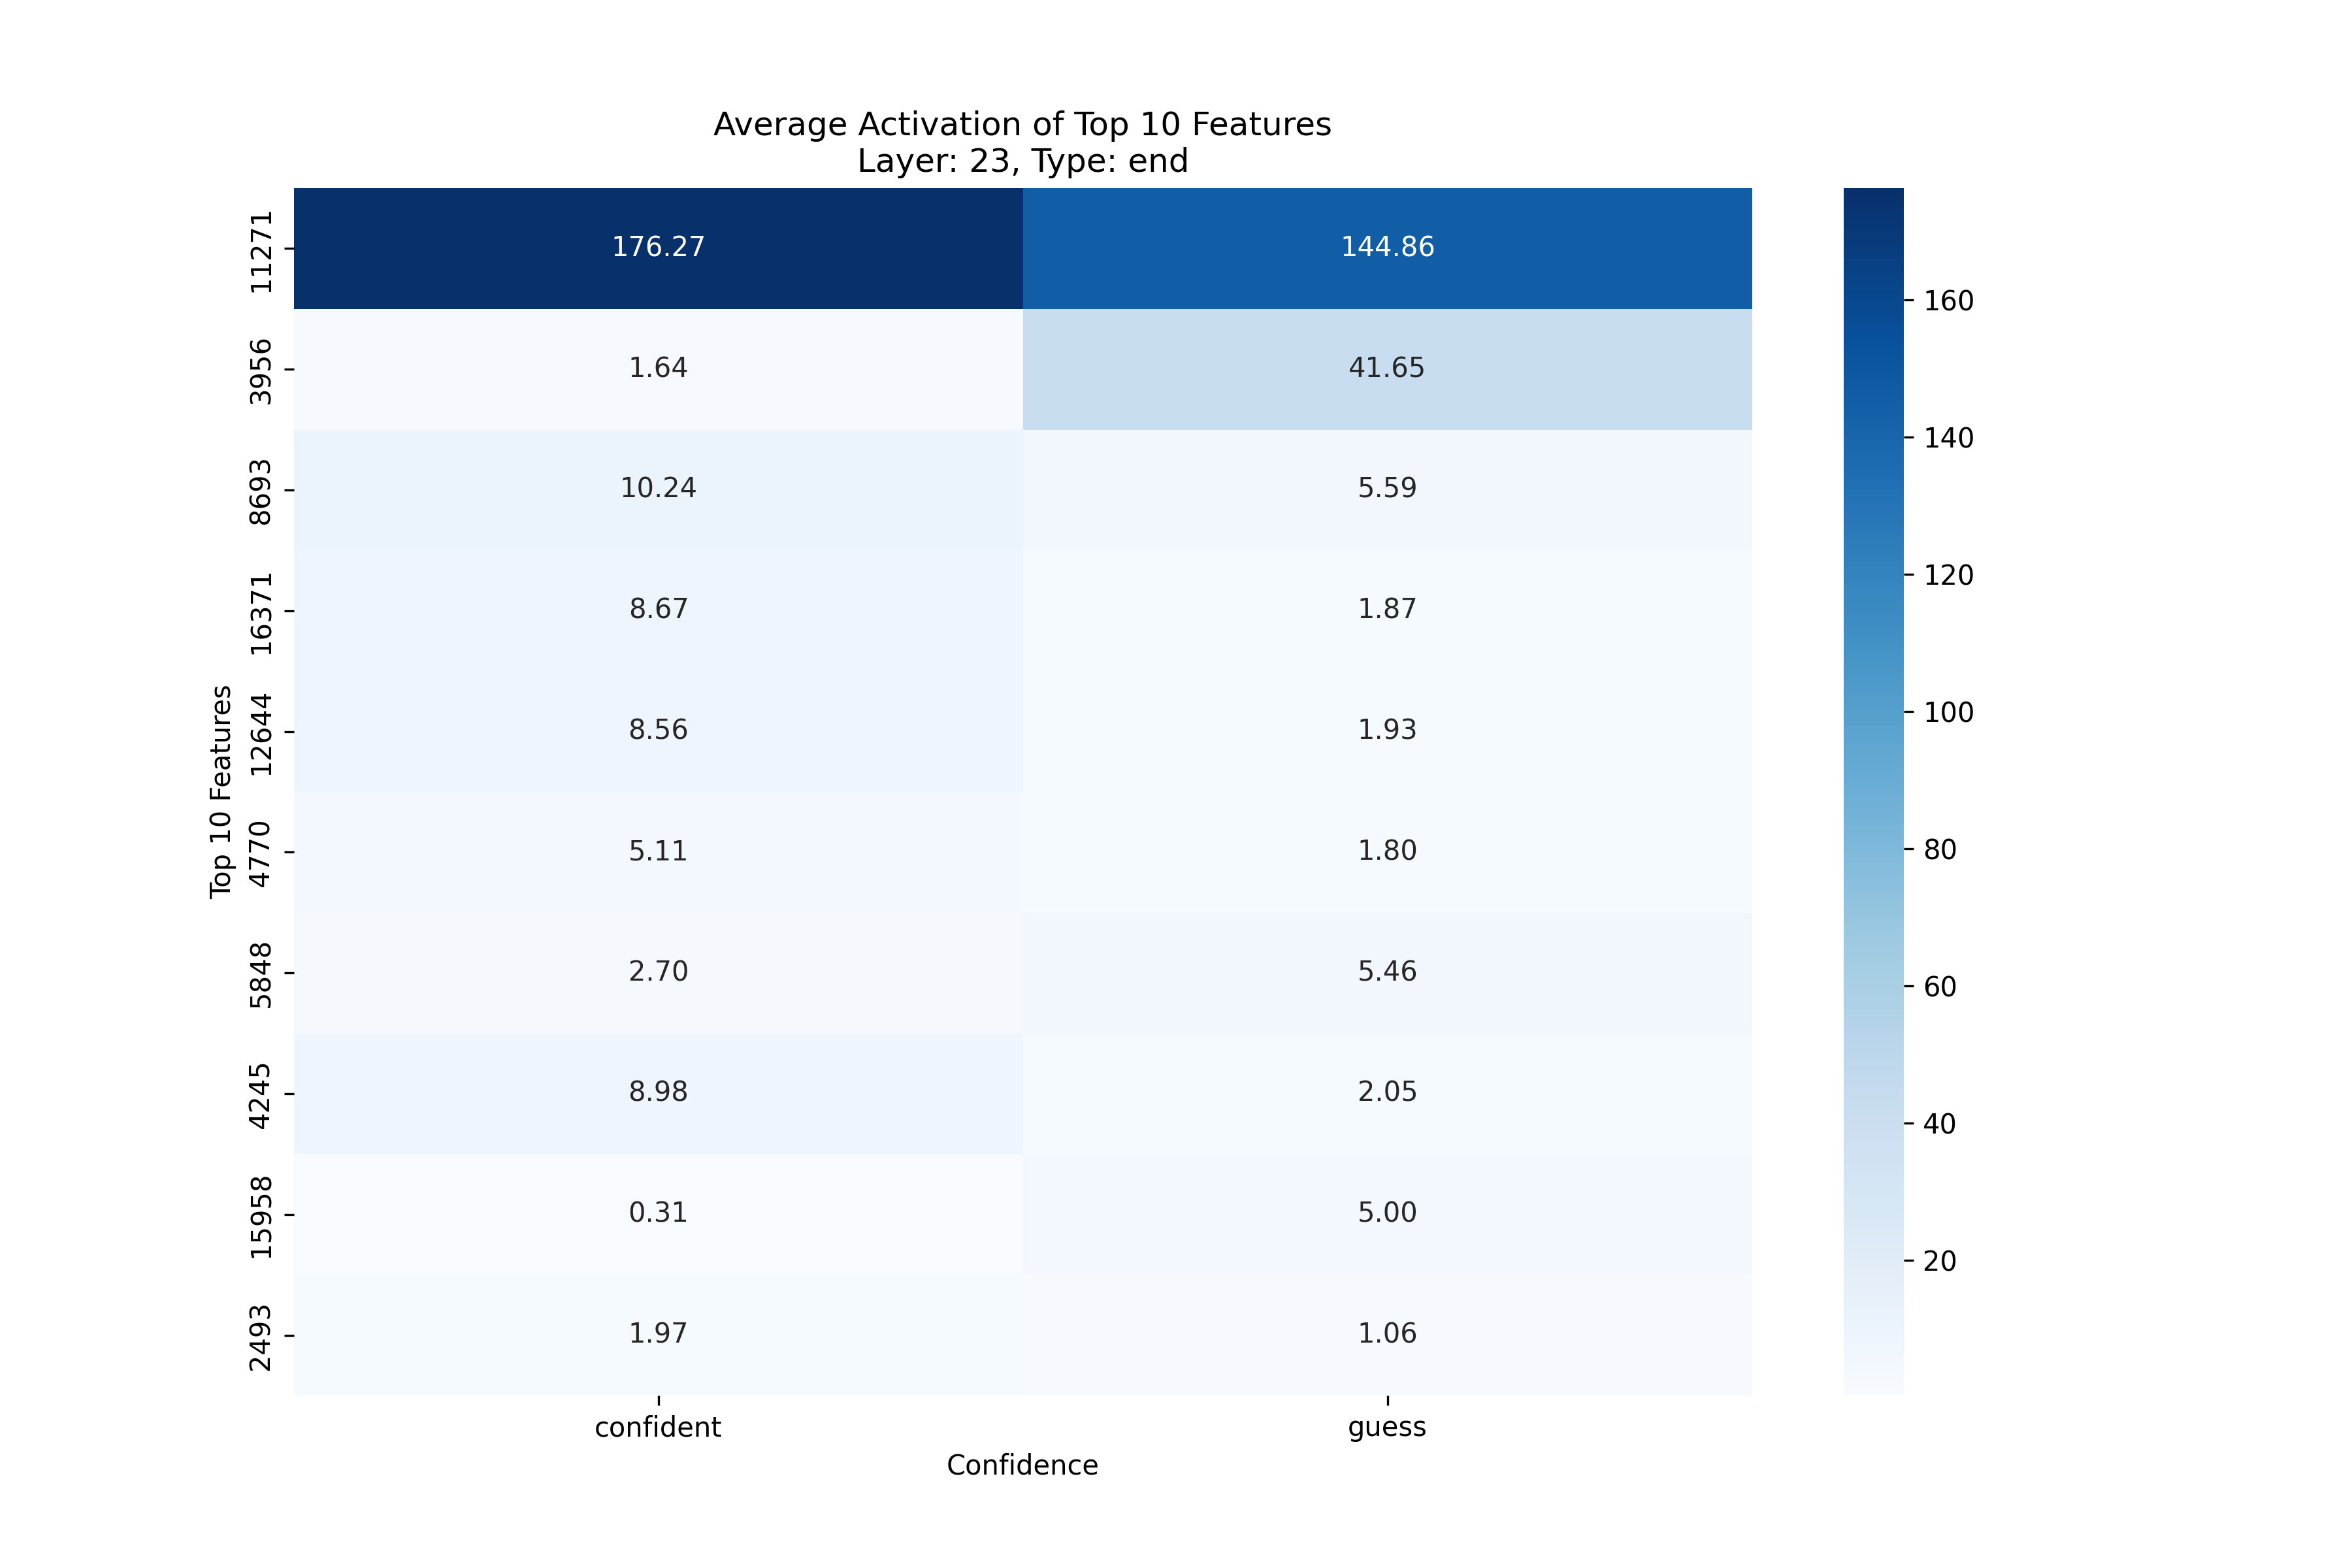 Average Activation of Top 10 Features
Layer: 23, Type: end
Top 10 Features
11271 176.27 144.86
3956 1.64 41.65
8693 10.24 5.59
16371 8.67 1.87
12644 8.56 1.93
4770 5.11 1.80
5848 2.70 5.46
4245 8.98 2.05
15958 0.31 5.00
2493 1.97 1.06
confident guess
Confidence
160
140
120
100
80
60
40
20